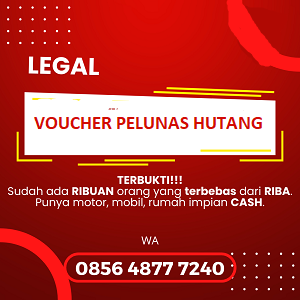 LEGAL
VOUCHER PELUNAS HUTANG
TERBUKTI!!!
Sudah ada RIBUAN orang yang terbebas dari RIBA.
Punya motor, mobil, rumah impian CASH.
WA
0856 4877 7240